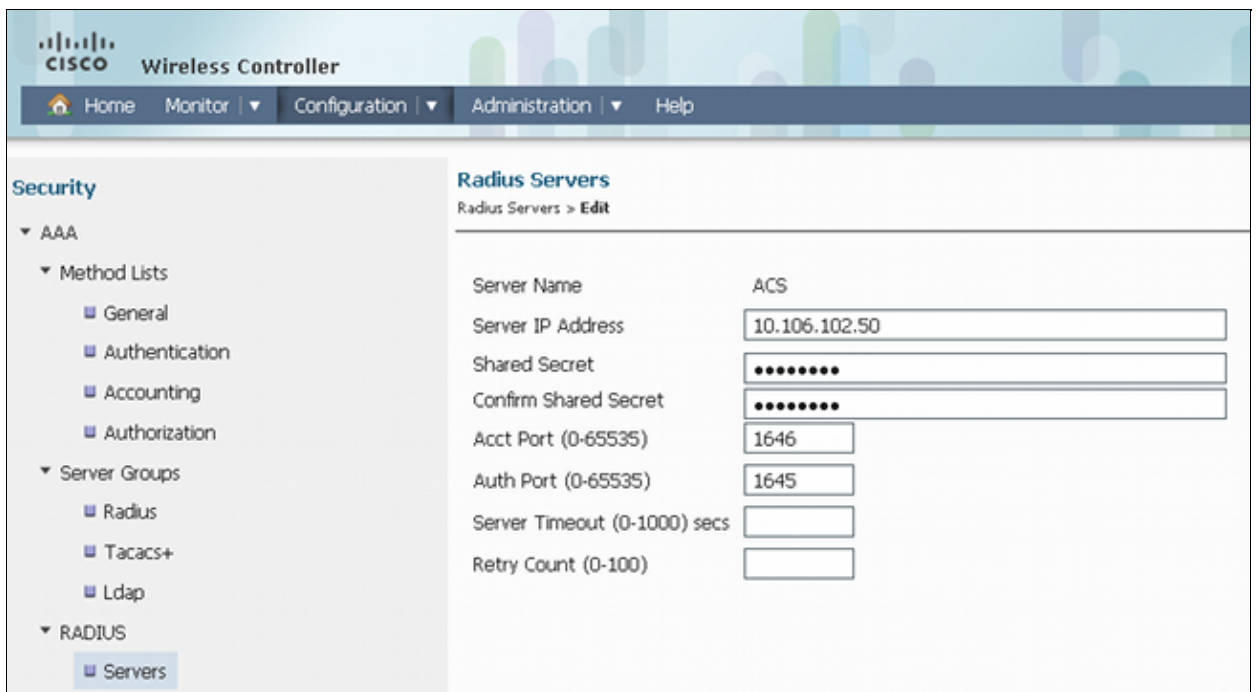 CISCO Wireless Controller
Home Monitor Configuration Administration Help
Security
AAA
Method Lists
General
Authentication
Accounting
Authorization
Server Groups
Radius
Tacacs+
Ldap
RADIUS
Servers
Radius Servers
Radius Servers > Edit
Server Name ACS
Server IP Address 10.106.102.50
Shared Secret ••••••••
Confirm Shared Secret ••••••••
Acct Port (0-65535) 1646
Auth Port (0-65535) 1645
Server Timeout (0-1000) secs
Retry Count (0-100)